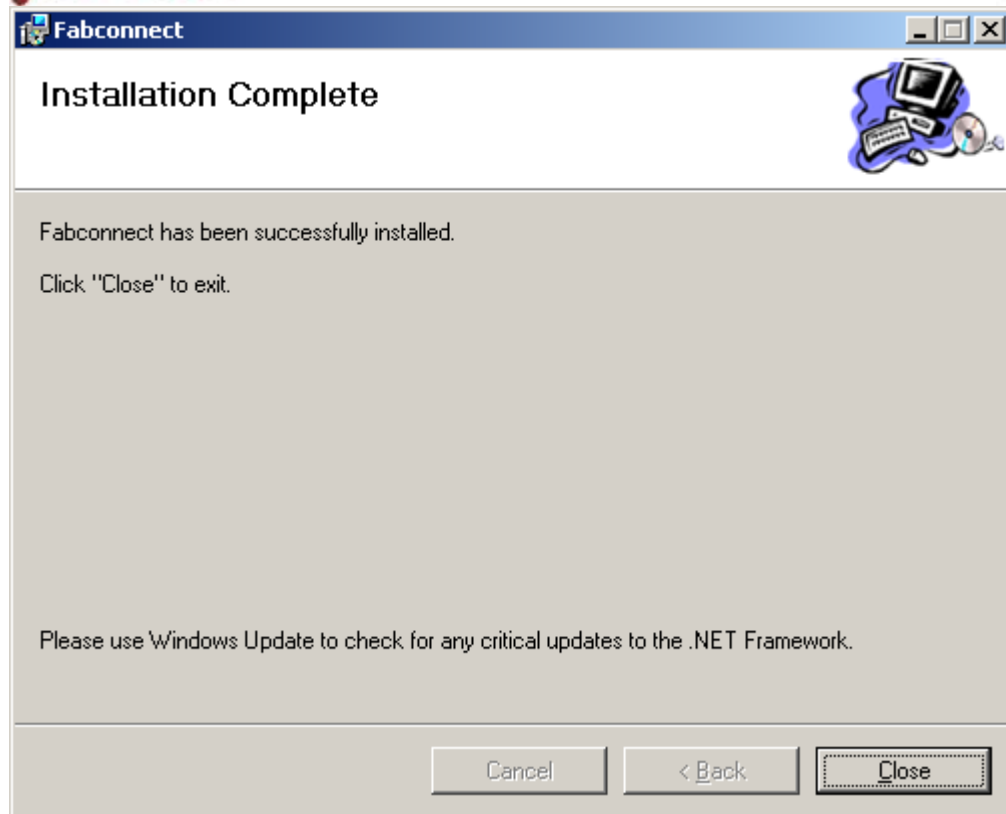 Fabconnect
Installation Complete
Fabconnect has been successfully installed.
Click "Close" to exit.
Please use Windows Update to check for any critical updates to the .NET Framework.
Cancel
< Back
Close